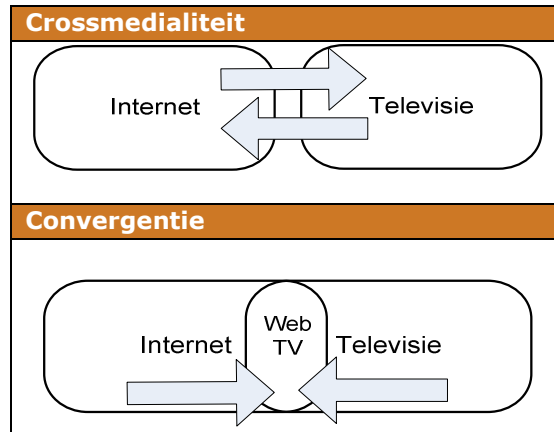 Crossmedialiteit
Internet
Televisie
Convergentie
Web
TV
Internet
Televisie